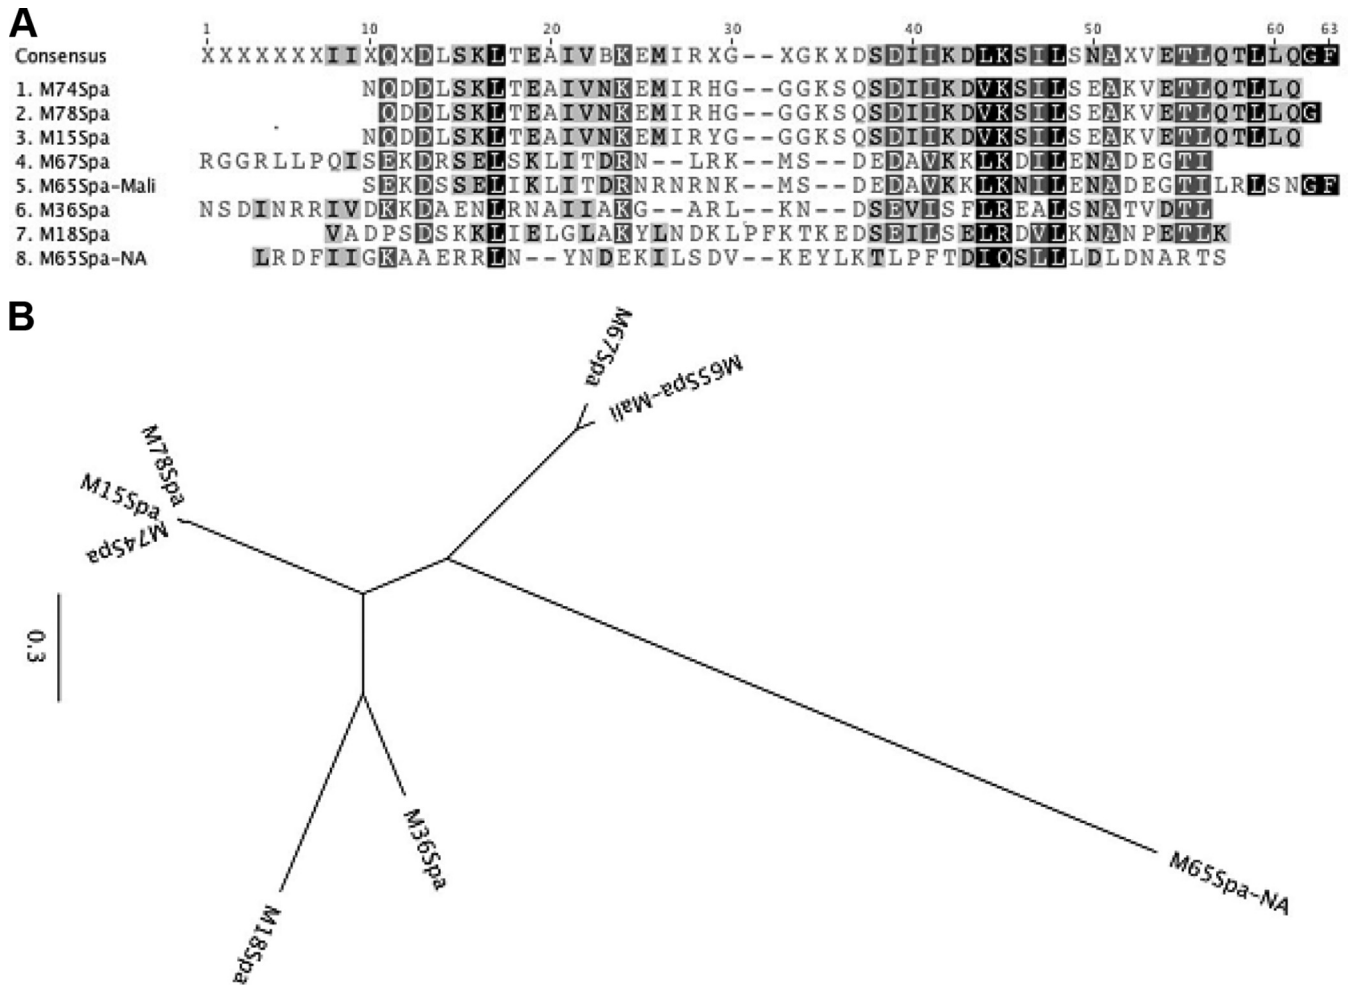 A
1 10 20 30 40 50 60 63
Consensus XXXXXXXIIXQXDLSKLTEAIVBKEMIRXG--XGKXDSDIIKDLKSILSNAXVETLQTLLQGF
1. M74Spa NQDDLSKLTEAIVNKEMIRHG--GGKSQSDIIKDVKSILSEAKVETLQTLLQ
2. M78Spa QDDLSKLTEAIVNKEMIRHG--GGKSQSDIIKDVKSILSEAKVETLQTLLQG
3. M15Spa NQDDLSKLTEAIVNKEMIRYG--GGKSQSDIIKDVKSILSEAKVETLQTLLQ
4. M67Spa RGGRLLPQISEKDRSELSKLITDRN--LRK--MS--DEDAVKKLKDILENADEGTI
5. M65Spa-Mali SEKDSSELIKLITDRNRNRNK--MS--DEDAVKKLKNILENADEGTILRLSNGF
6. M36Spa NSDINRRIVDKKDAENLRNAIIAKG--ARL--KN--DSEVISFLREALSNATVDTL
7. M18Spa VADPSDSKKLIELGLAKYLNDKLPFKTKEDSEILSELRDVLKNANPETLK
8. M65Spa-NA LRDFIIGKAAERRLN--YNDEKILSDV--KEYLKTLPFTDIQSLLLDLDNARTS
B
M67Spa
M65Spa-Mali
M78Spa
M15Spa
M74Spa
0.3
M36Spa
M65Spa-NA
M18Spa